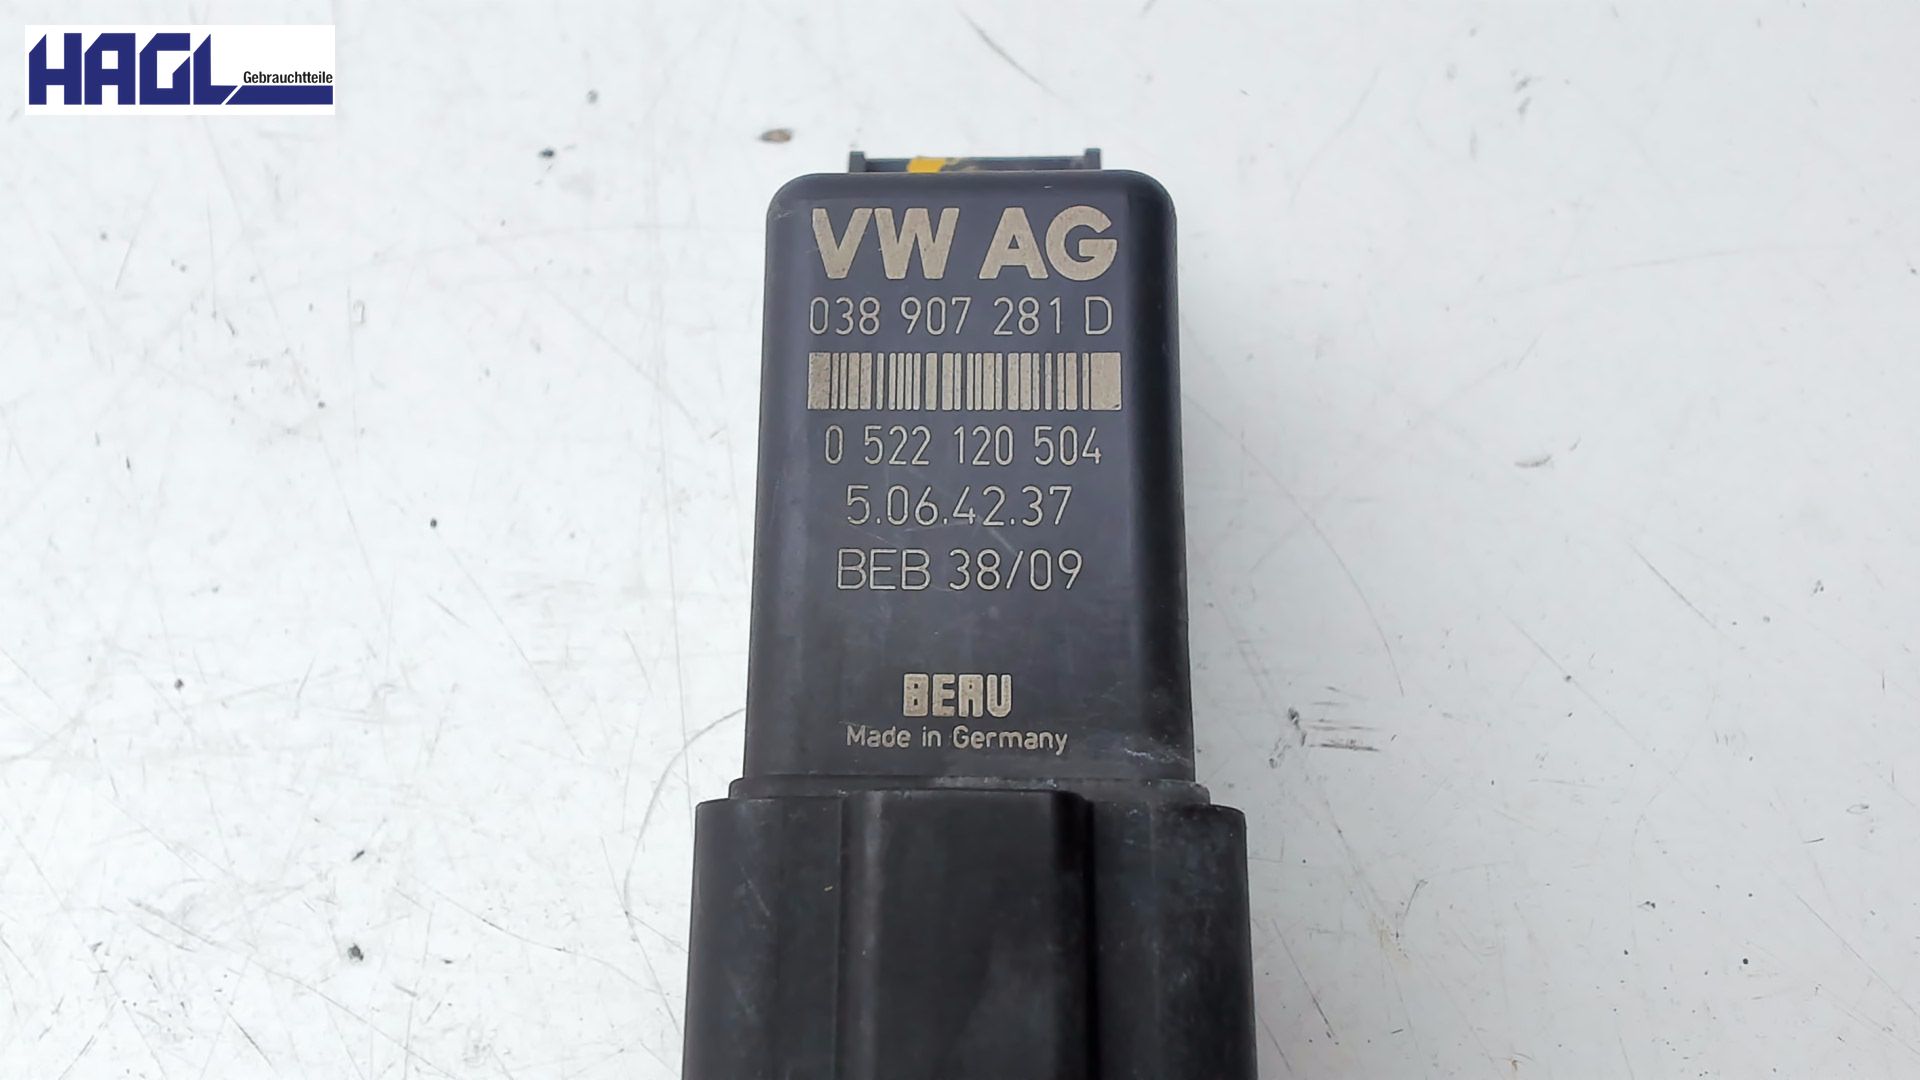 HAGL
Gebrauchtteile
VW AG
038 907 281 D
0 522 120 504
5.06.42.37
BEB 38/09
BERU
Made in Germany